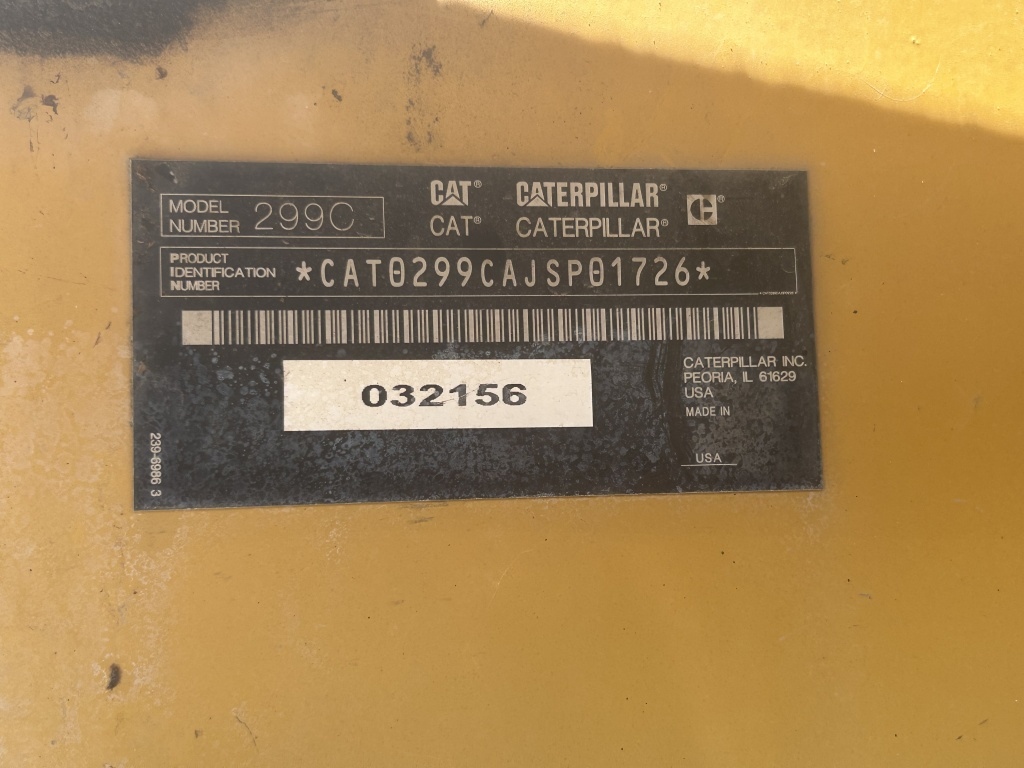 MODEL NUMBER 299C
CAT® CATERPILLAR®
CAT® CATERPILLAR®
PRODUCT IDENTIFICATION NUMBER *CAT0299CAJSP01726*
032156
CATERPILLAR INC.
PEORIA, IL 61629
USA
MADE IN
USA
239-6986 3